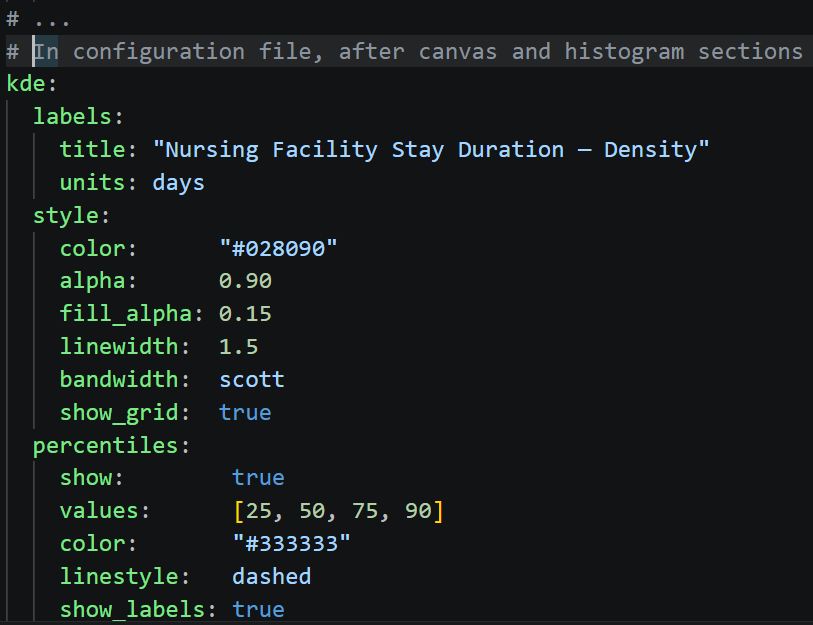 # ...
# In configuration file, after canvas and histogram sections
kde:
  labels:
    title: "Nursing Facility Stay Duration — Density"
    units: days
  style:
    color:      "#028090"
    alpha:      0.90
    fill_alpha: 0.15
    linewidth:  1.5
    bandwidth:  scott
    show_grid:  true
  percentiles:
    show:        true
    values:      [25, 50, 75, 90]
    color:       "#333333"
    linestyle:   dashed
    show_labels: true